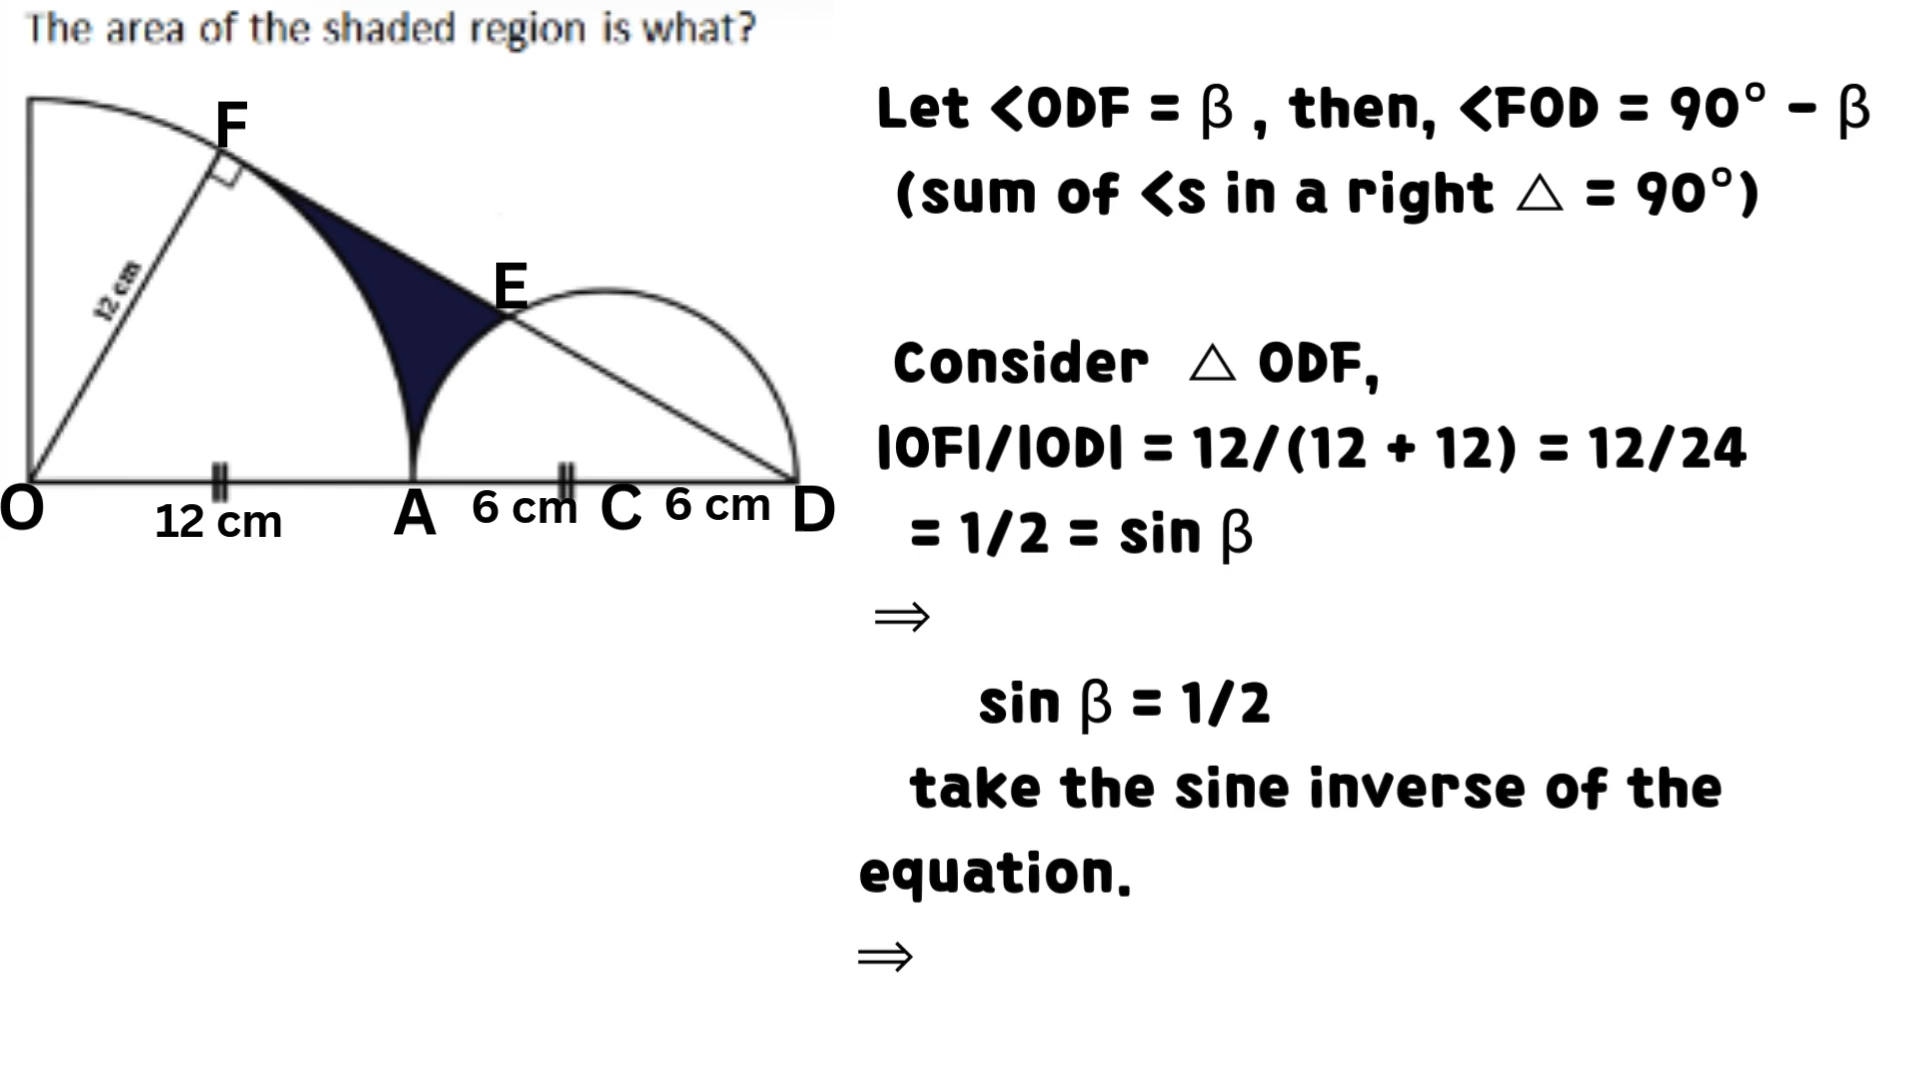 The area of the shaded region is what?
F
12 cm
E
O
12 cm
A
6 cm
C
6 cm
D
Let <ODF = β , then, <FOD = 90° - β
(sum of <s in a right △ = 90°)
Consider △ ODF,
|OF|/|OD| = 12/(12 + 12) = 12/24
= 1/2 = sin β
⇒
sin β = 1/2
take the sine inverse of the
equation.
⇒